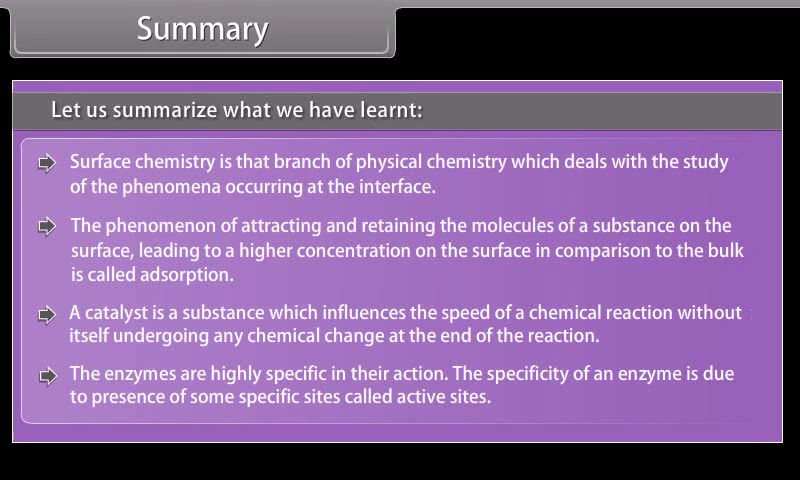 Summary
Let us summarize what we have learnt:
Surface chemistry is that branch of physical chemistry which deals with the study
of the phenomena occurring at the interface.
The phenomenon of attracting and retaining the molecules of a substance on the
surface, leading to a higher concentration on the surface in comparison to the bulk
is called adsorption.
A catalyst is a substance which influences the speed of a chemical reaction without
itself undergoing any chemical change at the end of the reaction.
The enzymes are highly specific in their action. The specificity of an enzyme is due
to presence of some specific sites called active sites.